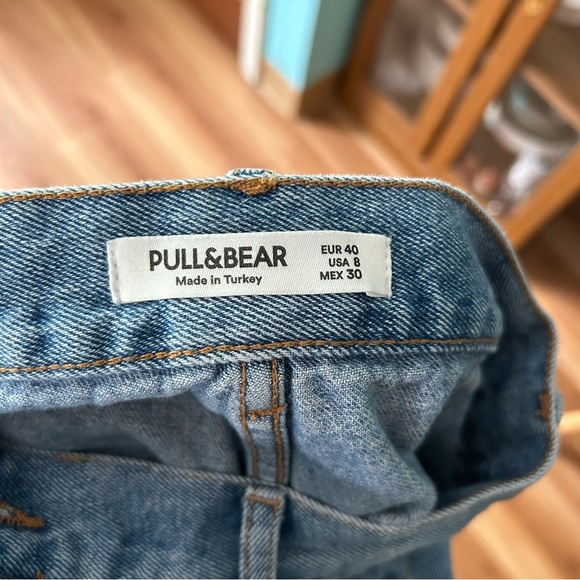 PULL&BEAR
Made in Turkey
EUR 40
USA 8
MEX 30